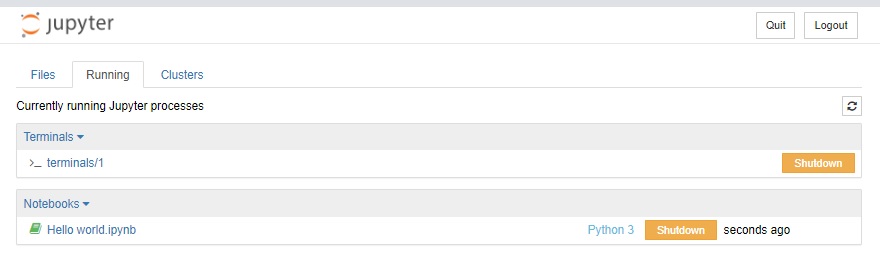 jupyter Quit Logout
Files Running Clusters
Currently running Jupyter processes
Terminals
>_ terminals/1 Shutdown
Notebooks
Hello world.ipynb Python 3 Shutdown seconds ago